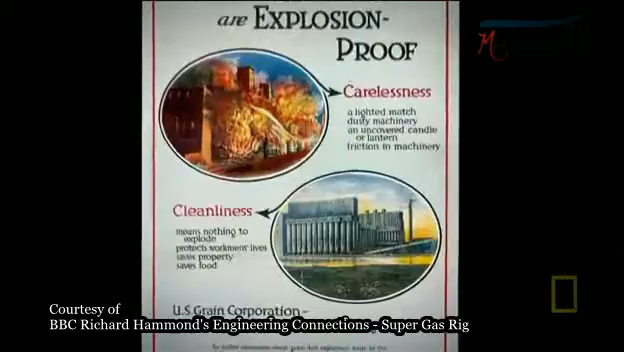 are EXPLOSION-
PROOF
Carelessness
a lighted match
dusty machinery
an uncovered candle
or lantern
friction in machinery
Cleanliness
means nothing to
explode
protects workmens lives
saves property
saves food
U.S. Grain Corporation-
Courtesy of
BBC Richard Hammond's Engineering Connections - Super Gas Rig